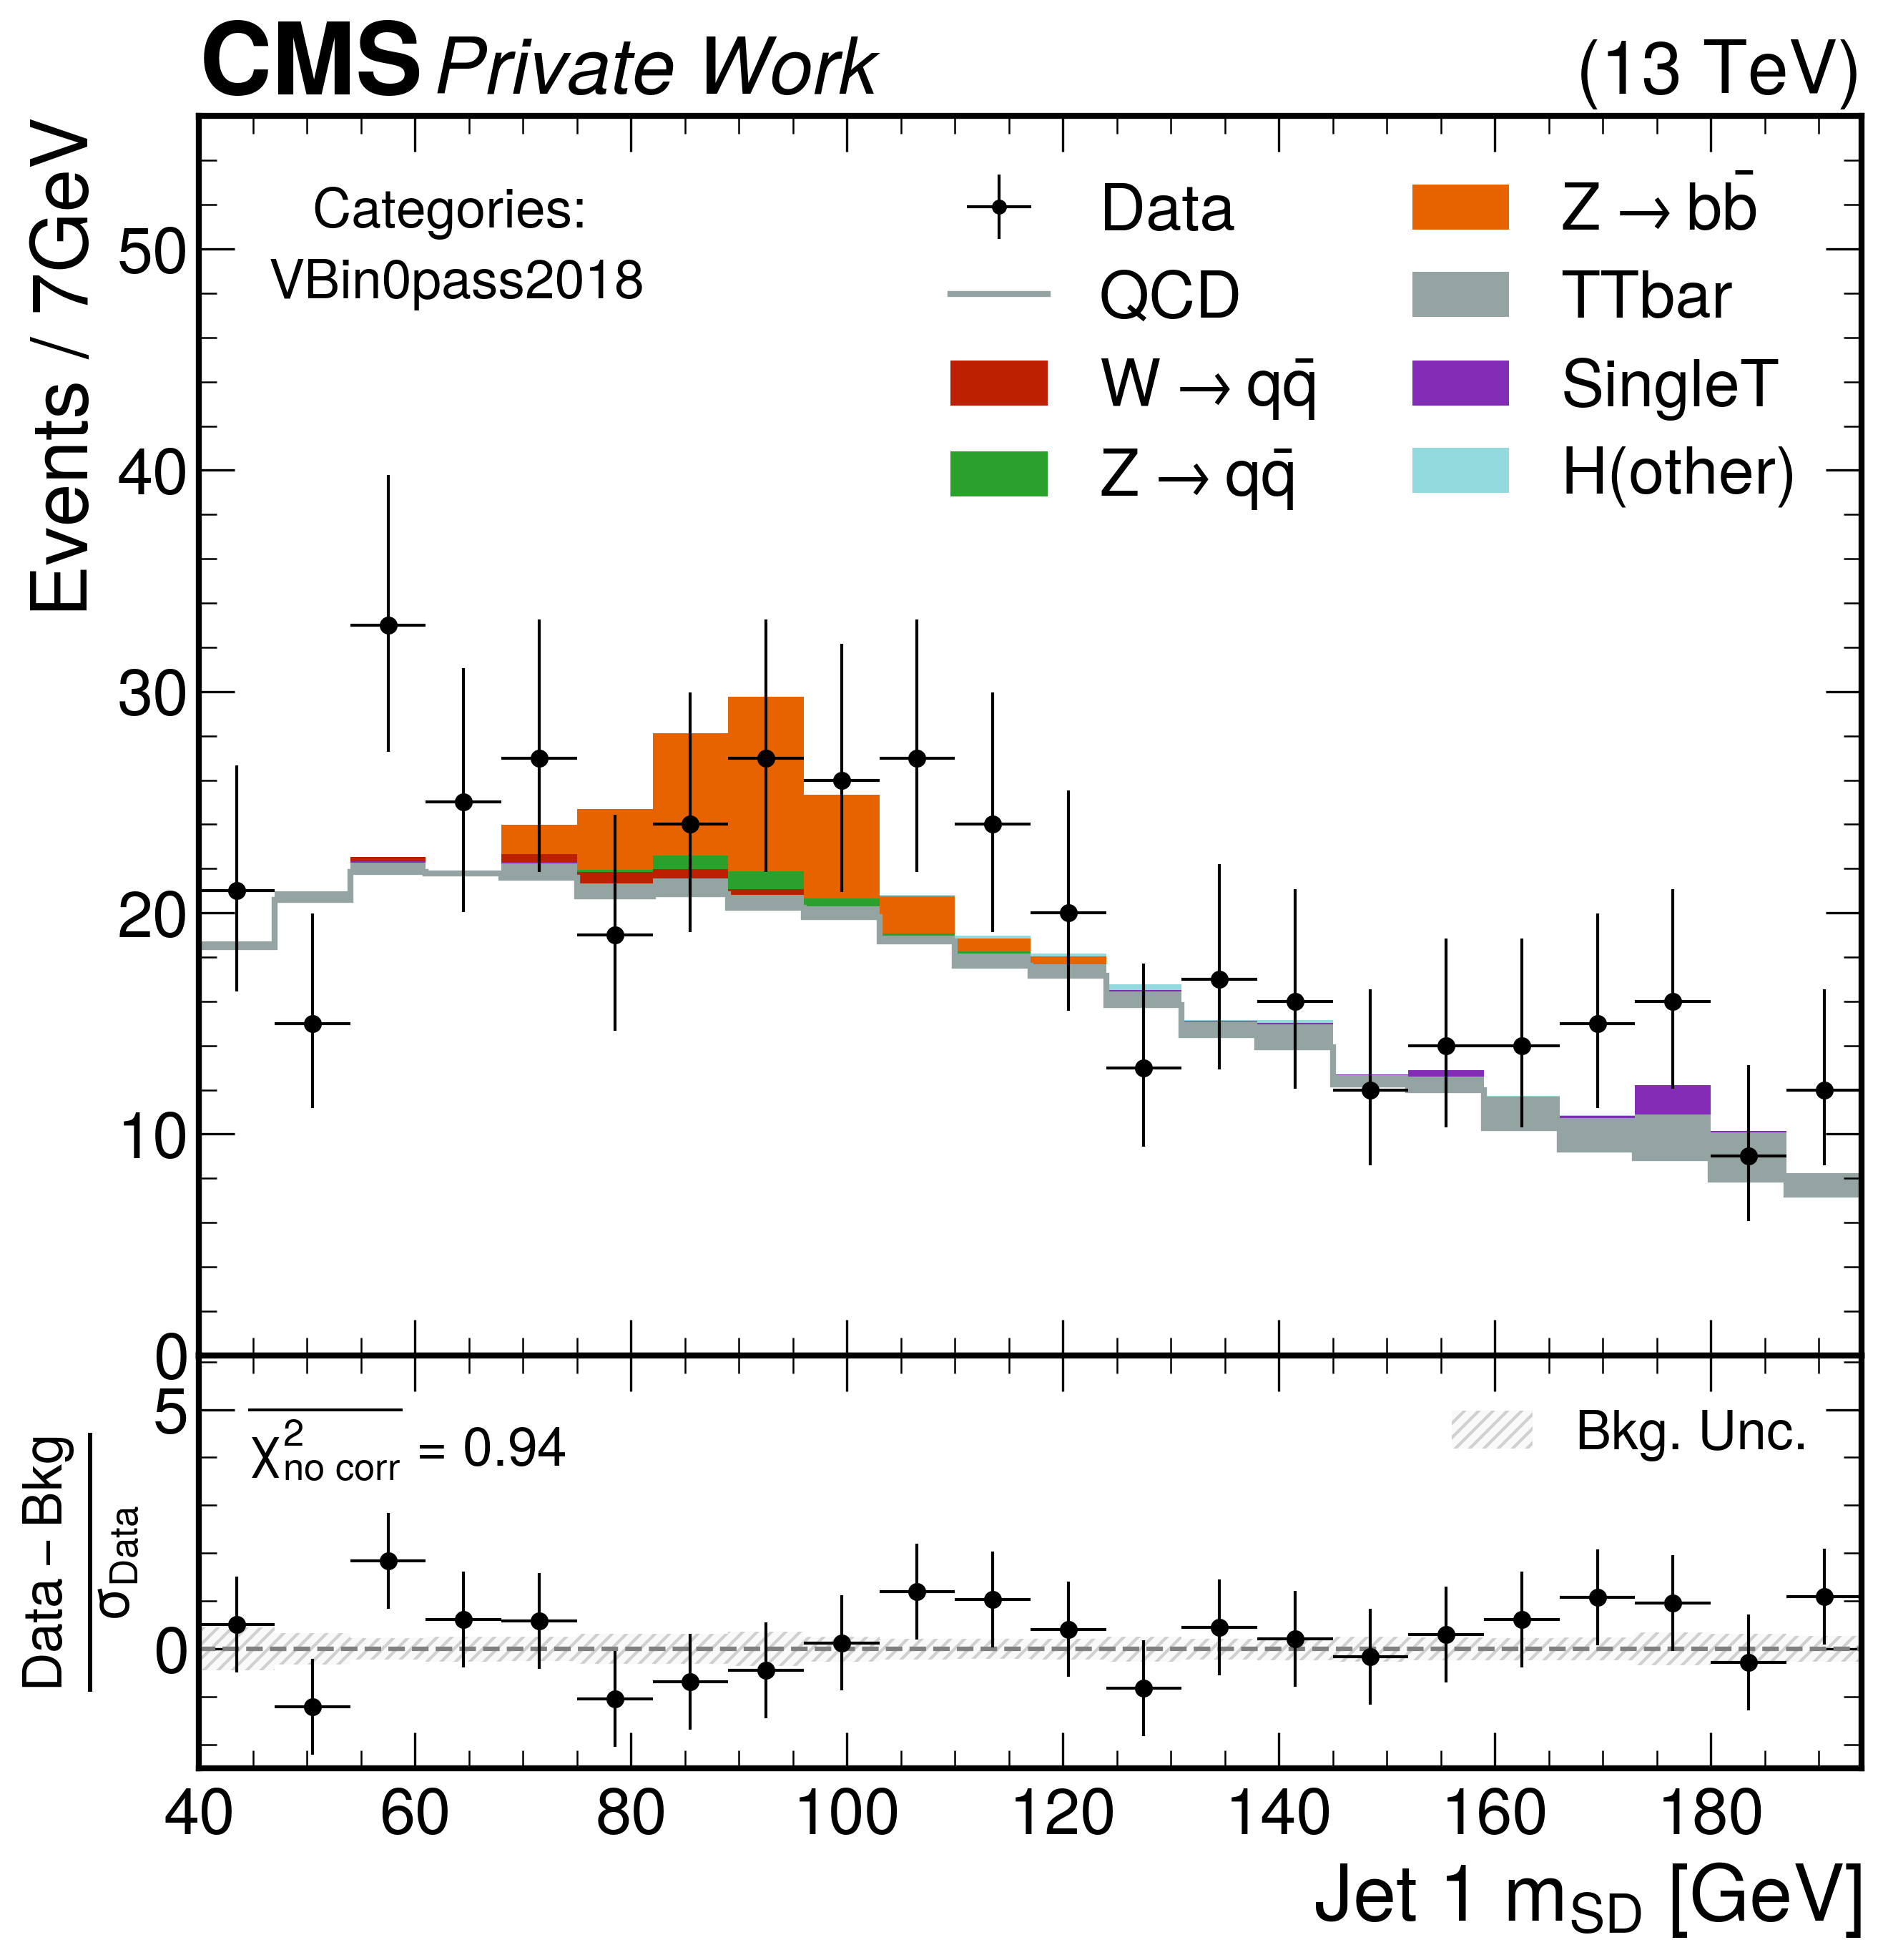 CMS Private Work (13 TeV)
Events / 7GeV
Categories:
VBin0pass2018
Data
QCD
W → qq̄
Z → qq̄
Z → bb̄
TTbar
SingleT
H(other)
50
40
30
20
10
0
Data − Bkg
σData
5
0
χ²no corr = 0.94
Bkg. Unc.
40 60 80 100 120 140 160 180
Jet 1 mSD [GeV]